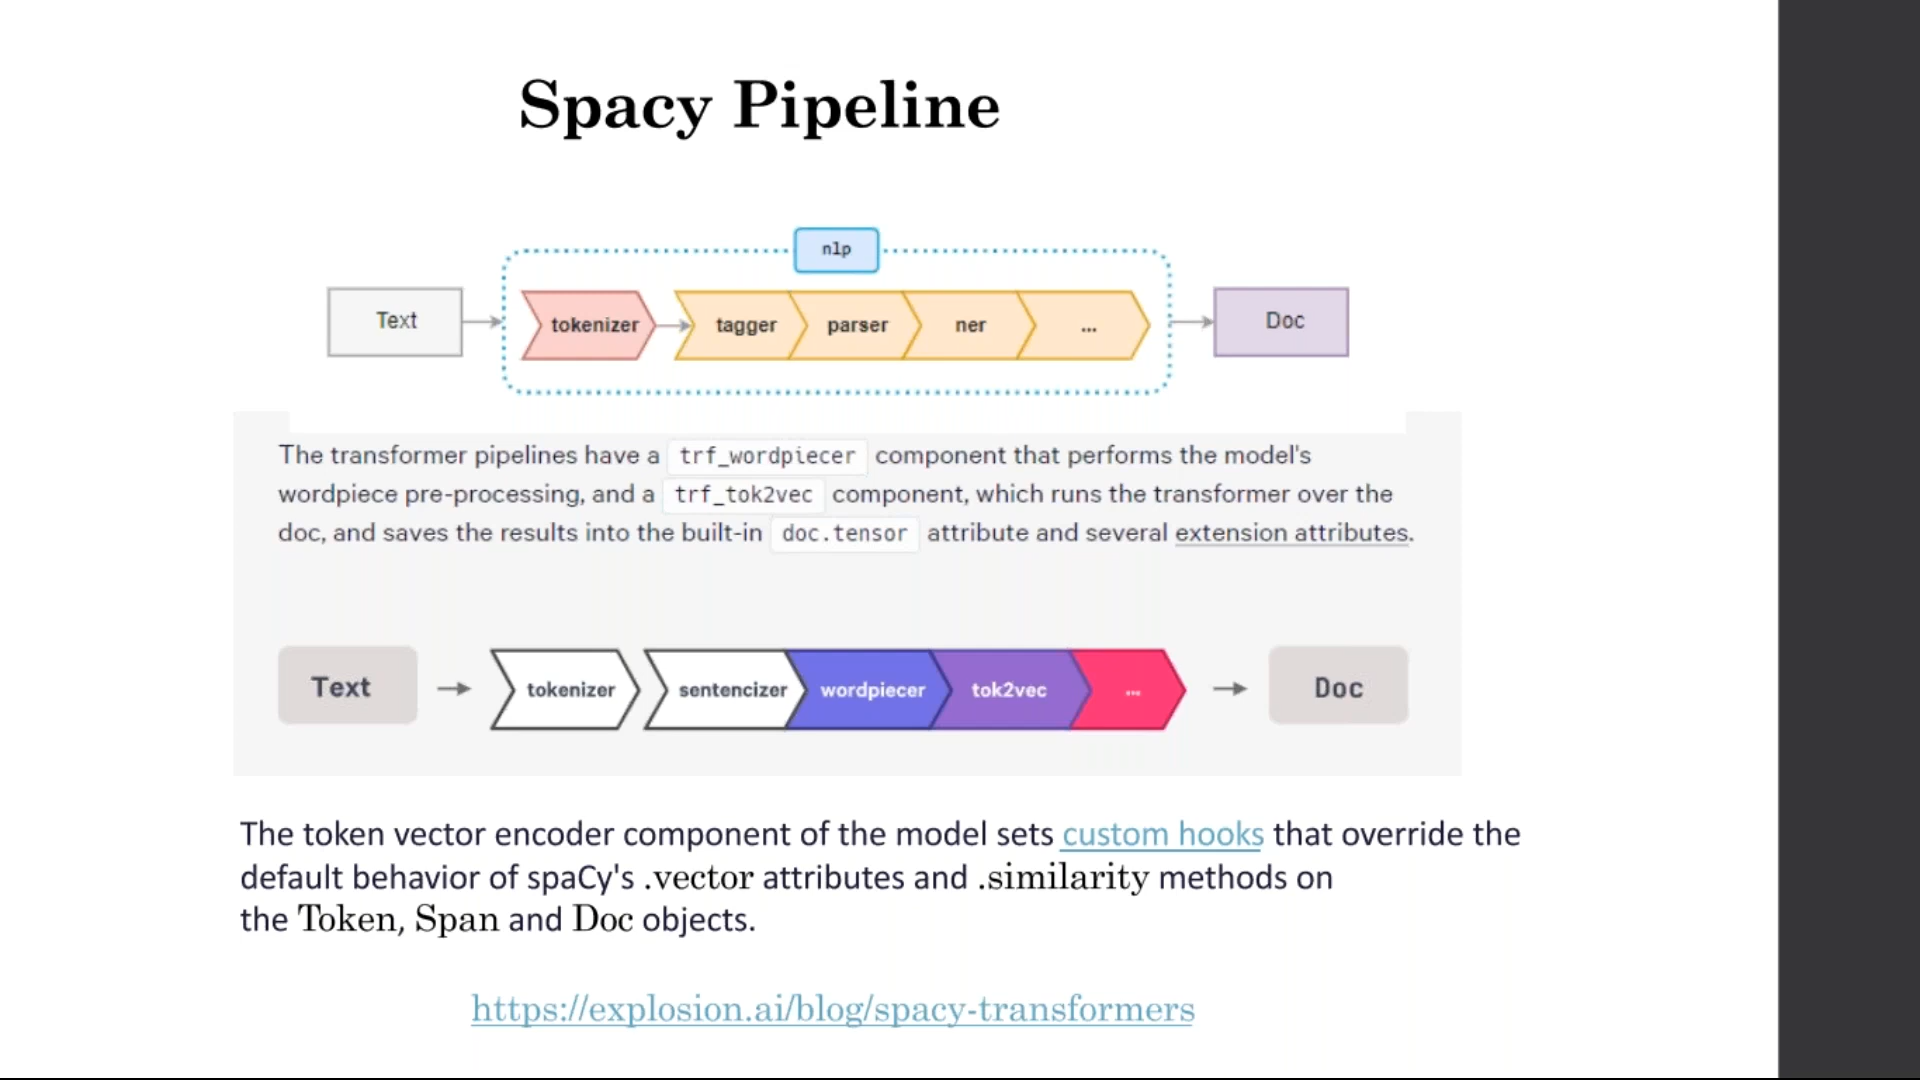 Spacy Pipeline
nlp
Text tokenizer tagger parser ner ... Doc
The transformer pipelines have a trf_wordpiecer component that performs the model's
wordpiece pre-processing, and a trf_tok2vec component, which runs the transformer over the
doc, and saves the results into the built-in doc.tensor attribute and several extension attributes.
Text tokenizer sentencizer wordpiecer tok2vec ... Doc
The token vector encoder component of the model sets custom hooks that override the
default behavior of spaCy's .vector attributes and .similarity methods on
the Token, Span and Doc objects.
https://explosion.ai/blog/spacy-transformers